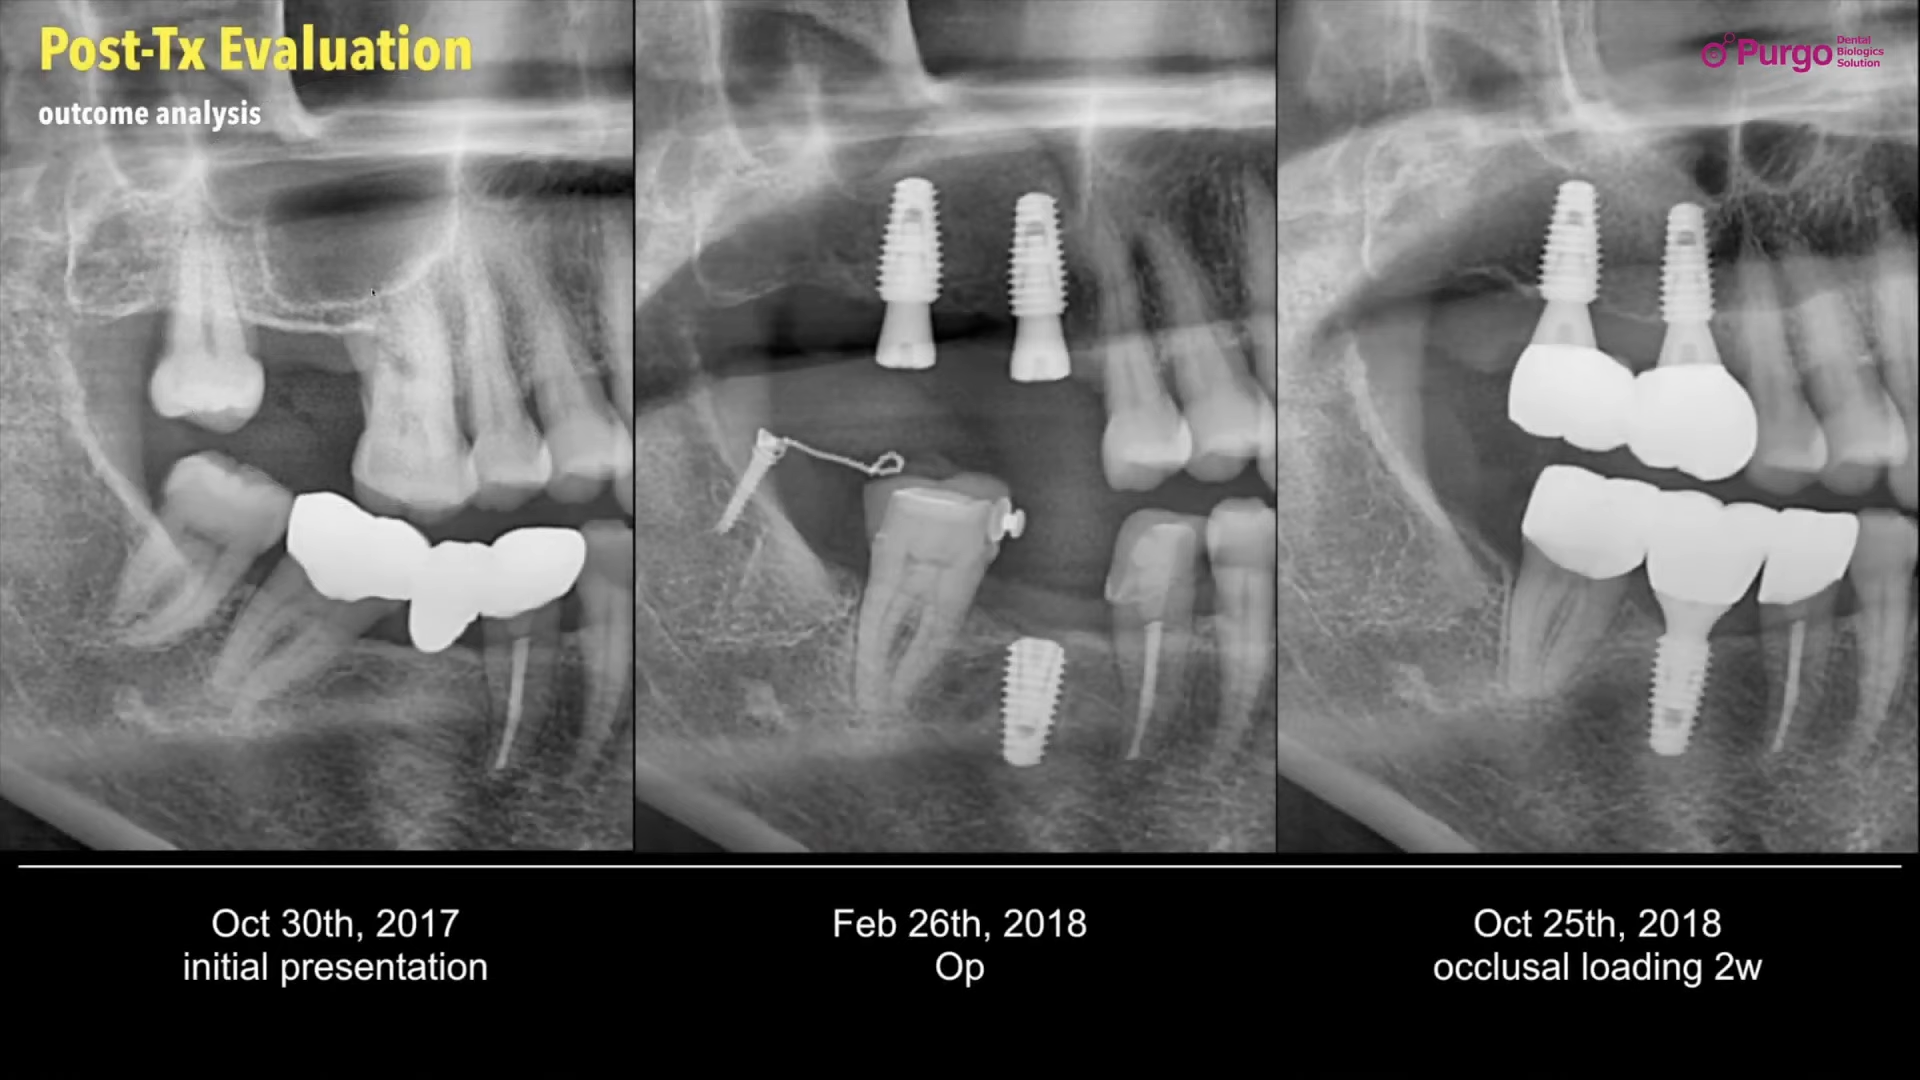 Post-Tx Evaluation
outcome analysis
Purgo
Dental
Biologics
Solution
Oct 30th, 2017
initial presentation
Feb 26th, 2018
Op
Oct 25th, 2018
occlusal loading 2w